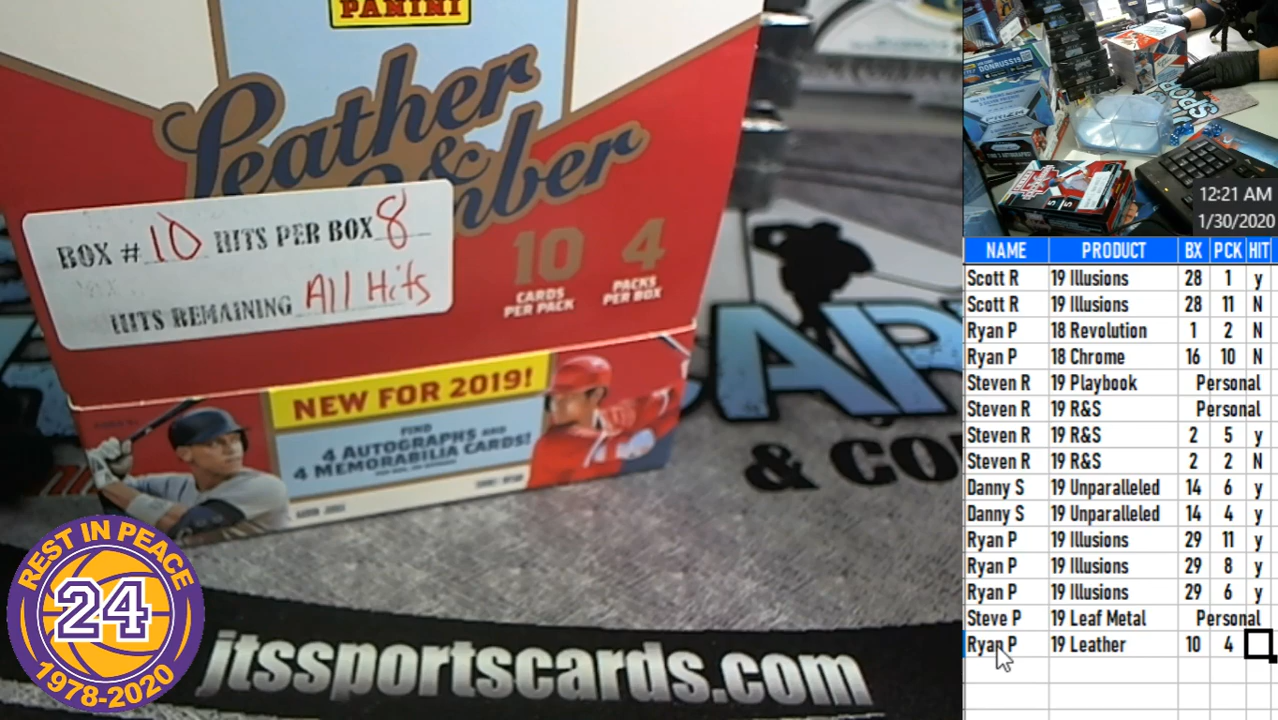 PANINI
Leather
& Lumber
BOX # 10 HITS PER BOX 8
HITS REMAINING All Hits
10
CARDS
PER PACK
4
PACKS
PER BOX
NEW FOR 2019!
FIND
4 AUTOGRAPHS AND
4 MEMORABILIA CARDS!
& CO
jtssportscards.com
REST IN PEACE
24
1978-2020
DONRUSS19
PRIZM
12:21 AM
1/30/2020
NAME PRODUCT BX PCK HIT
Scott R 19 Illusions 28 1 y
Scott R 19 Illusions 28 11 N
Ryan P 18 Revolution 1 2 N
Ryan P 18 Chrome 16 10 N
Steven R 19 Playbook Personal
Steven R 19 R&S Personal
Steven R 19 R&S 2 5 y
Steven R 19 R&S 2 2 N
Danny S 19 Unparalleled 14 6 y
Danny S 19 Unparalleled 14 4 y
Ryan P 19 Illusions 29 11 y
Ryan P 19 Illusions 29 8 y
Ryan P 19 Illusions 29 6 y
Steve P 19 Leaf Metal Personal
Ryan P 19 Leather 10 4